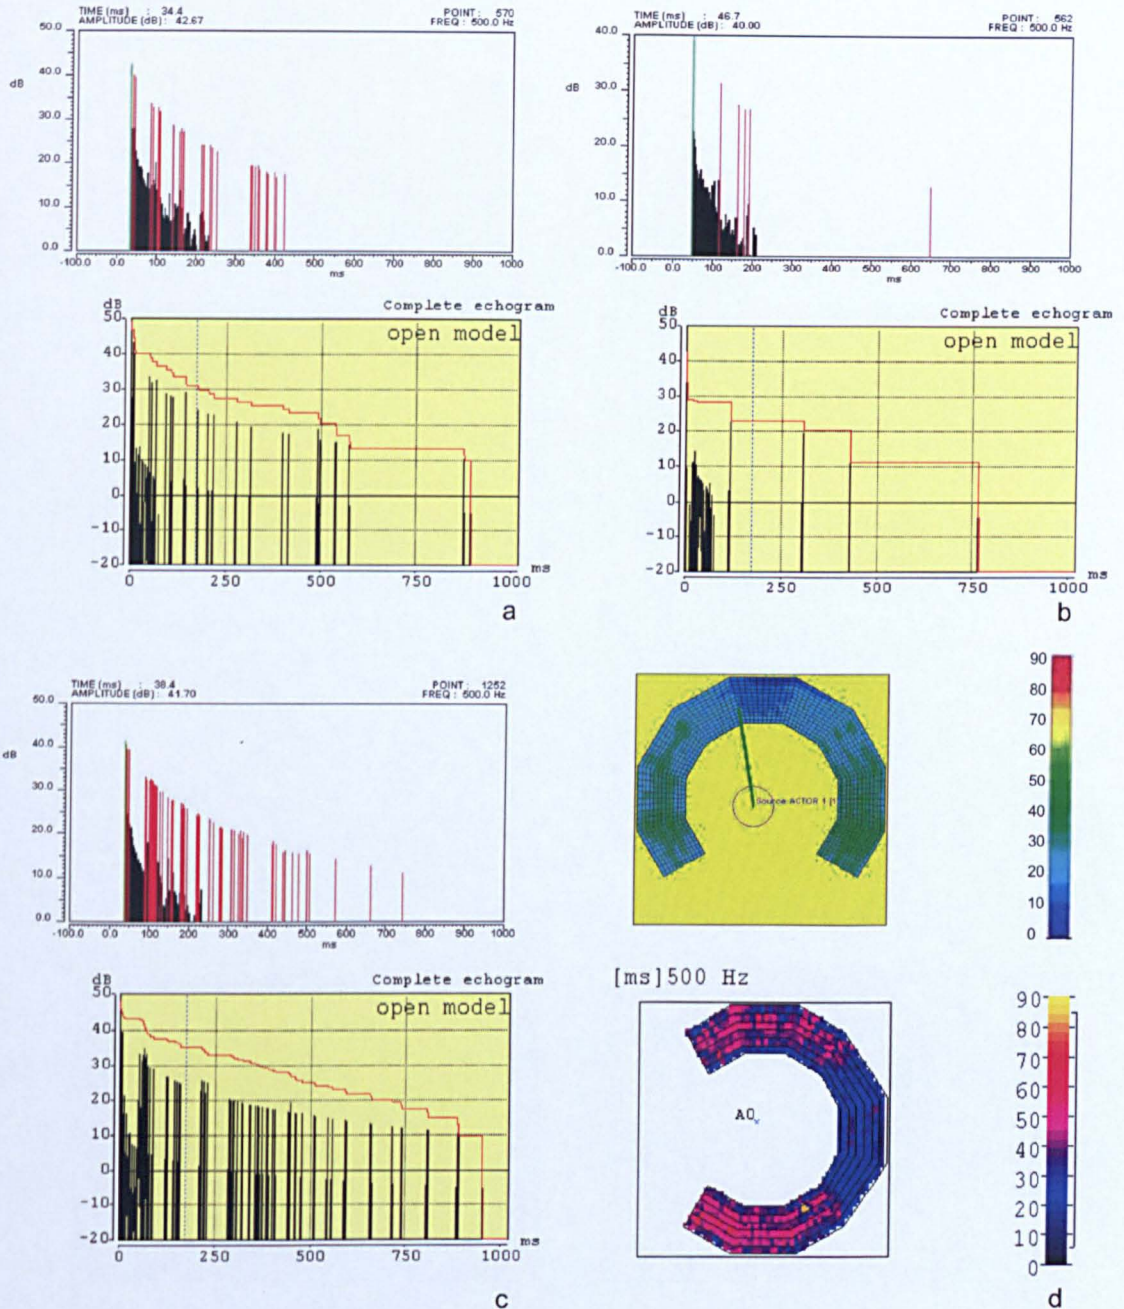 TIME (ms) : 34.4 POINT: 570
AMPLITUDE (dB) : 42.67 FREQ : 500.0 Hz
50.0
40.0
dB
30.0
20.0
10.0
0.0
-100.0 0.0 100 200 300 400 500 600 700 800 900 1000
ms
dB Complete echogram
open model
50
40
30
20
10
0
-10
-20
0 250 500 750 1000 ms
a
TIME (ms) : 46.7 POINT: 562
AMPLITUDE (dB) : 40.00 FREQ : 500.0 Hz
40.0
30.0
dB
20.0
10.0
0.0
-100.0 0.0 100 200 300 400 500 600 700 800 900 1000
ms
dB Complete echogram
open model
50
40
30
20
10
0
-10
-20
0 250 500 750 1000 ms
b
TIME (ms) : 38.4 POINT: 1252
AMPLITUDE (dB) : 41.70 FREQ : 500.0 Hz
50.0
40.0
dB
30.0
20.0
10.0
0.0
-100.0 0.0 100 200 300 400 500 600 700 800 900 1000
ms
dB Complete echogram
open model
50
40
30
20
10
0
-10
-20
0 250 500 750 1000 ms
c
Source ACTOR 1
90
80
70
60
50
40
30
20
10
0
[ms] 500 Hz
A0
90
80
70
60
50
40
30
20
10
0
d